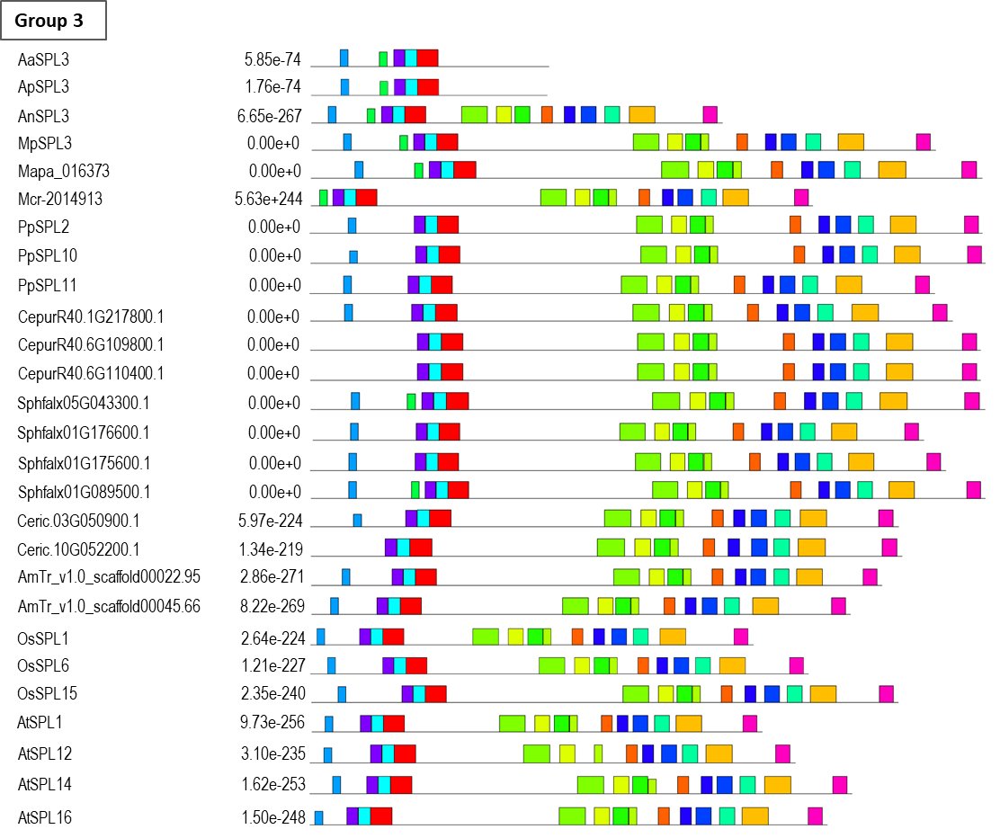 Group 3
AaSPL3 5.85e-74
ApSPL3 1.76e-74
AnSPL3 6.65e-267
MpSPL3 0.00e+0
Mapa_016373 0.00e+0
Mcr-2014913 5.63e+244
PpSPL2 0.00e+0
PpSPL10 0.00e+0
PpSPL11 0.00e+0
CepurR40.1G217800.1 0.00e+0
CepurR40.6G109800.1 0.00e+0
CepurR40.6G110400.1 0.00e+0
Sphfalx05G043300.1 0.00e+0
Sphfalx01G176600.1 0.00e+0
Sphfalx01G175600.1 0.00e+0
Sphfalx01G089500.1 0.00e+0
Ceric.03G050900.1 5.97e-224
Ceric.10G052200.1 1.34e-219
AmTr_v1.0_scaffold00022.95 2.86e-271
AmTr_v1.0_scaffold00045.66 8.22e-269
OsSPL1 2.64e-224
OsSPL6 1.21e-227
OsSPL15 2.35e-240
AtSPL1 9.73e-256
AtSPL12 3.10e-235
AtSPL14 1.62e-253
AtSPL16 1.50e-248